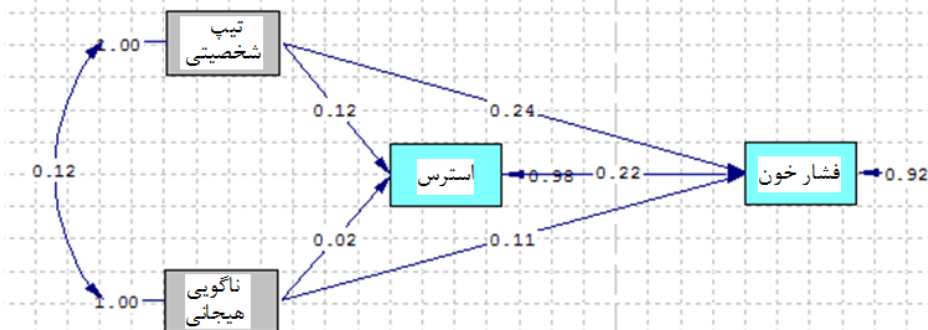 تیپ
شخصیتی
1.00
0.12
0.24
0.12
استرس
0.98
0.22
فشار خون
0.92
0.02
0.11
ناگویی
هیجانی
1.00